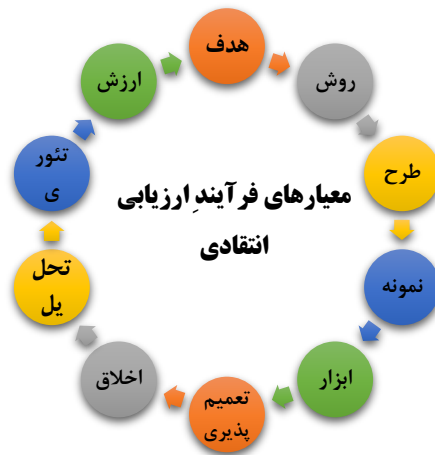 هدف
روش
طرح
نمونه
ابزار
تعمیم
پذیری
اخلاق
تحل
یل
تئور
ی
ارزش
معیارهای فرآیندِ ارزیابی
انتقادی